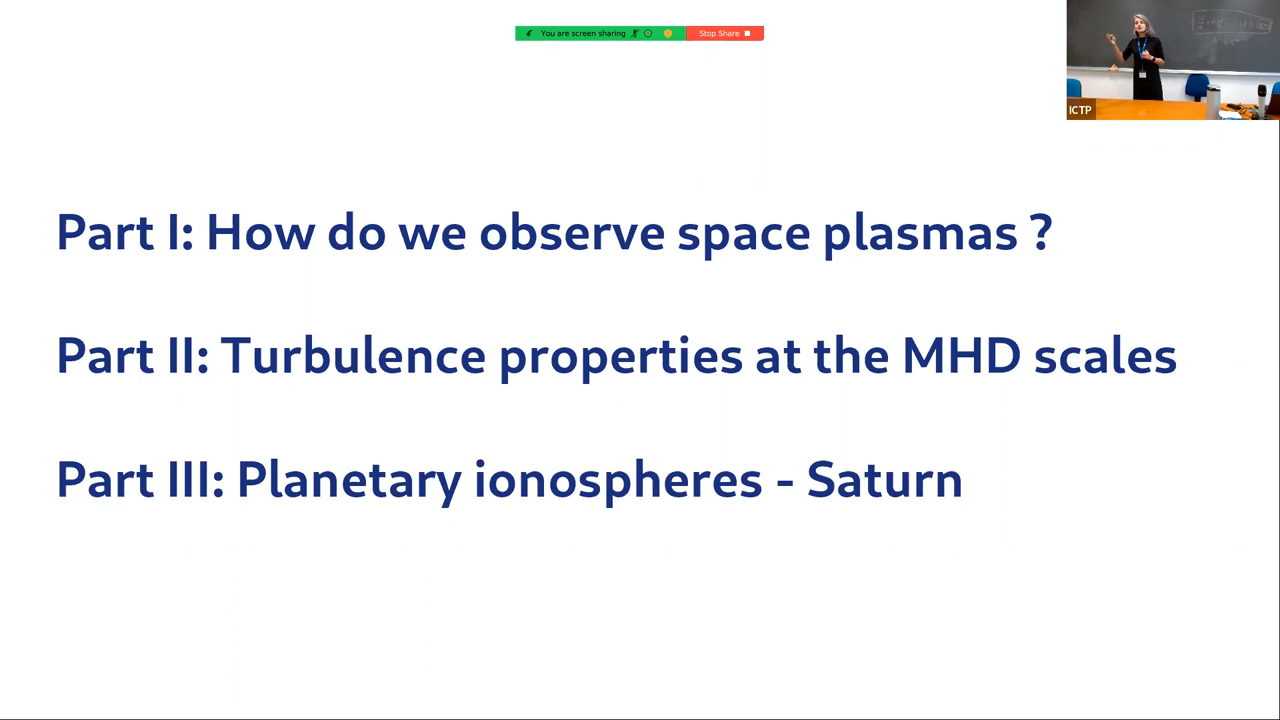 You are screen sharing
Stop Share
ICTP
Part I: How do we observe space plasmas ?
Part II: Turbulence properties at the MHD scales
Part III: Planetary ionospheres - Saturn